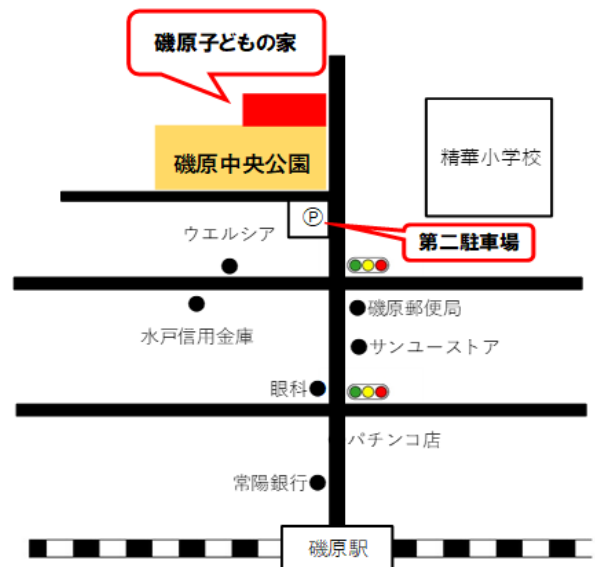 磯原子どもの家
磯原中央公園
精華小学校
Ⓟ
第二駐車場
ウエルシア
磯原郵便局
水戸信用金庫
サンユーストア
眼科
パチンコ店
常陽銀行
磯原駅